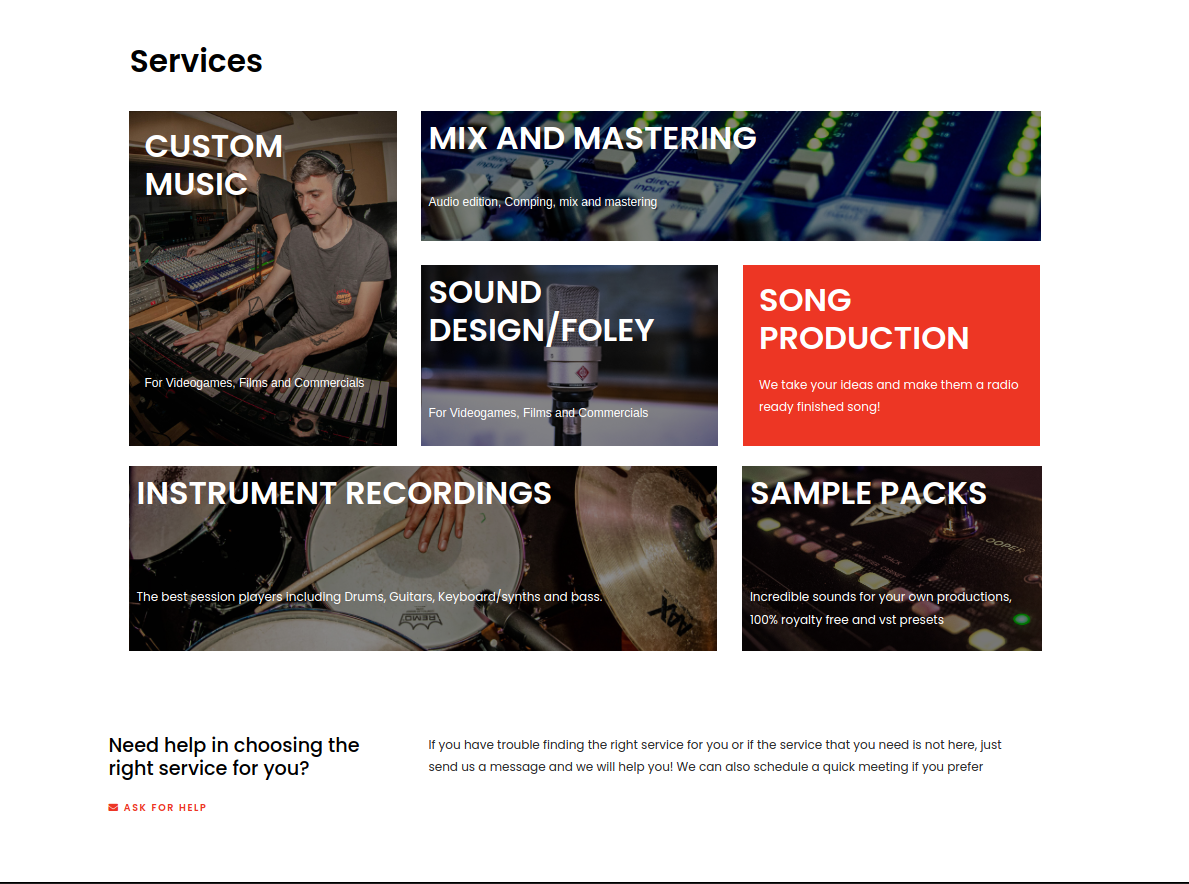 Services
CUSTOM
MUSIC
For Videogames, Films and Commercials
MIX AND MASTERING
Audio edition, Comping, mix and mastering
SOUND
DESIGN/FOLEY
For Videogames, Films and Commercials
SONG
PRODUCTION
We take your ideas and make them a radio
ready finished song!
INSTRUMENT RECORDINGS
The best session players including Drums, Guitars, Keyboard/synths and bass.
REMO
AAX
SAMPLE PACKS
LOOPER
STACK
Incredible sounds for your own productions,
100% royalty free and vst presets
Need help in choosing the
right service for you?
ASK FOR HELP
If you have trouble finding the right service for you or if the service that you need is not here, just
send us a message and we will help you! We can also schedule a quick meeting if you prefer